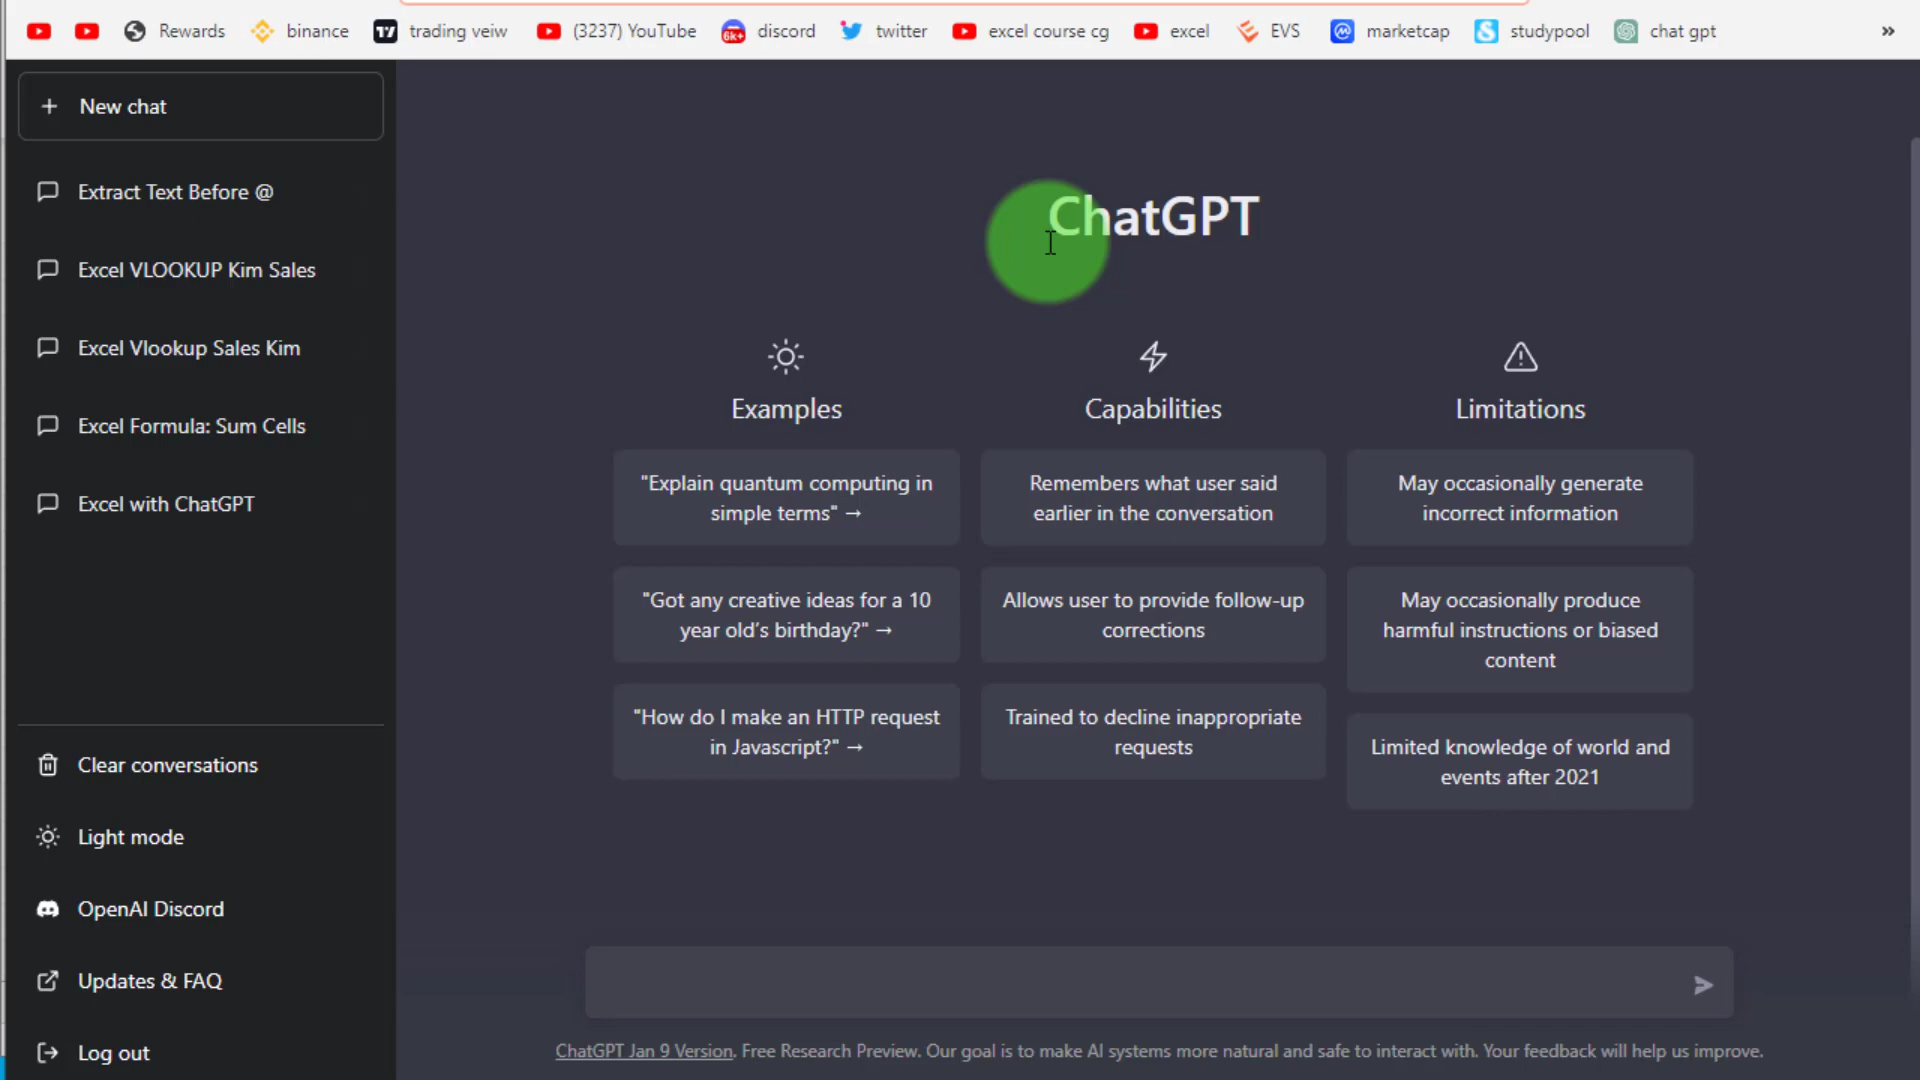 Rewards binance trading veiw (3237) YouTube 6k+ discord twitter excel course cg excel EVS marketcap studypool chat gpt »
+ New chat
Extract Text Before @
Excel VLOOKUP Kim Sales
Excel Vlookup Sales Kim
Excel Formula: Sum Cells
Excel with ChatGPT
Clear conversations
Light mode
OpenAI Discord
Updates & FAQ
Log out
ChatGPT
Examples
"Explain quantum computing in
simple terms" →
"Got any creative ideas for a 10
year old's birthday?" →
"How do I make an HTTP request
in Javascript?" →
Capabilities
Remembers what user said
earlier in the conversation
Allows user to provide follow-up
corrections
Trained to decline inappropriate
requests
Limitations
May occasionally generate
incorrect information
May occasionally produce
harmful instructions or biased
content
Limited knowledge of world and
events after 2021
ChatGPT Jan 9 Version. Free Research Preview. Our goal is to make AI systems more natural and safe to interact with. Your feedback will help us improve.